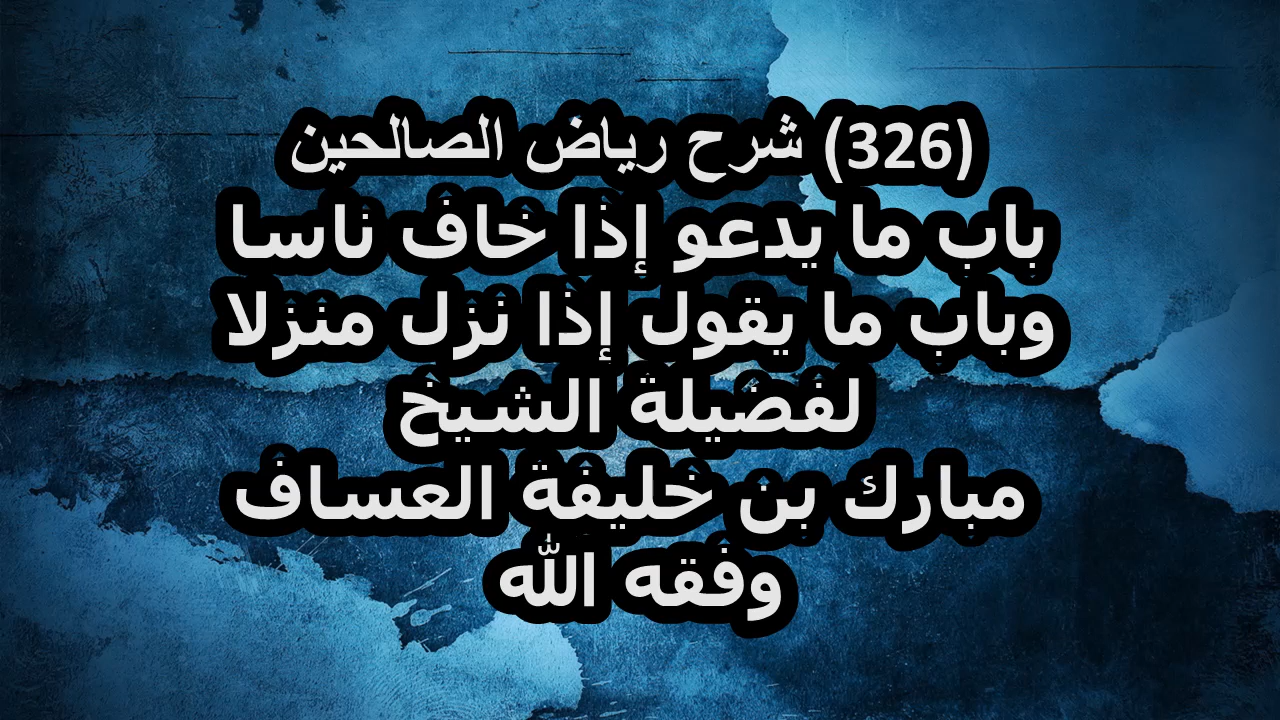 (326) شرح رياض الصالحين
باب ما يدعو إذا خاف ناسا
وباب ما يقول إذا نزل منزلا
لفضيلة الشيخ
مبارك بن خليفة العساف
وفقه الله